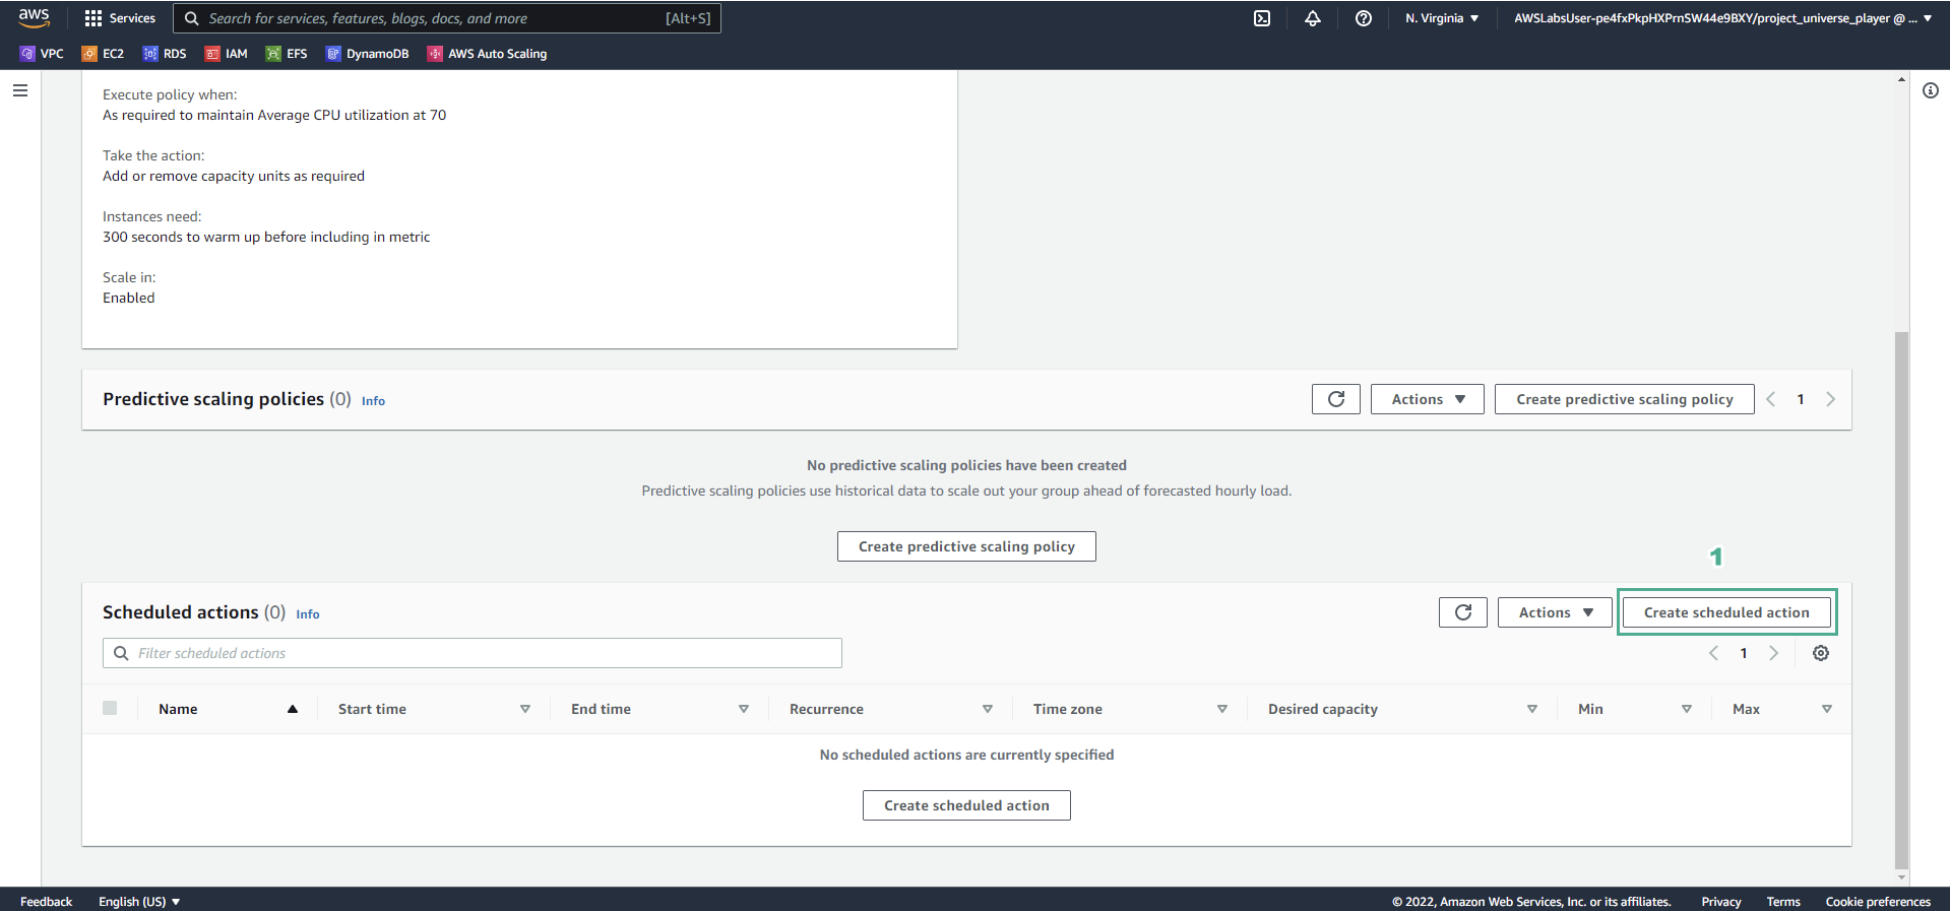 aws
Services
Search for services, features, blogs, docs, and more
[Alt+S]
N. Virginia
AWSLabsUser-pe4fxPkpHXPrnSW44e9BXY/project_universe_player @ ...
VPC
EC2
RDS
IAM
EFS
DynamoDB
AWS Auto Scaling
Execute policy when:
As required to maintain Average CPU utilization at 70
Take the action:
Add or remove capacity units as required
Instances need:
300 seconds to warm up before including in metric
Scale in:
Enabled
Predictive scaling policies (0) Info
Actions
Create predictive scaling policy
1
No predictive scaling policies have been created
Predictive scaling policies use historical data to scale out your group ahead of forecasted hourly load.
Create predictive scaling policy
1
Scheduled actions (0) Info
Actions
Create scheduled action
Filter scheduled actions
1
Name
Start time
End time
Recurrence
Time zone
Desired capacity
Min
Max
No scheduled actions are currently specified
Create scheduled action
Feedback
English (US)
© 2022, Amazon Web Services, Inc. or its affiliates.
Privacy
Terms
Cookie preferences